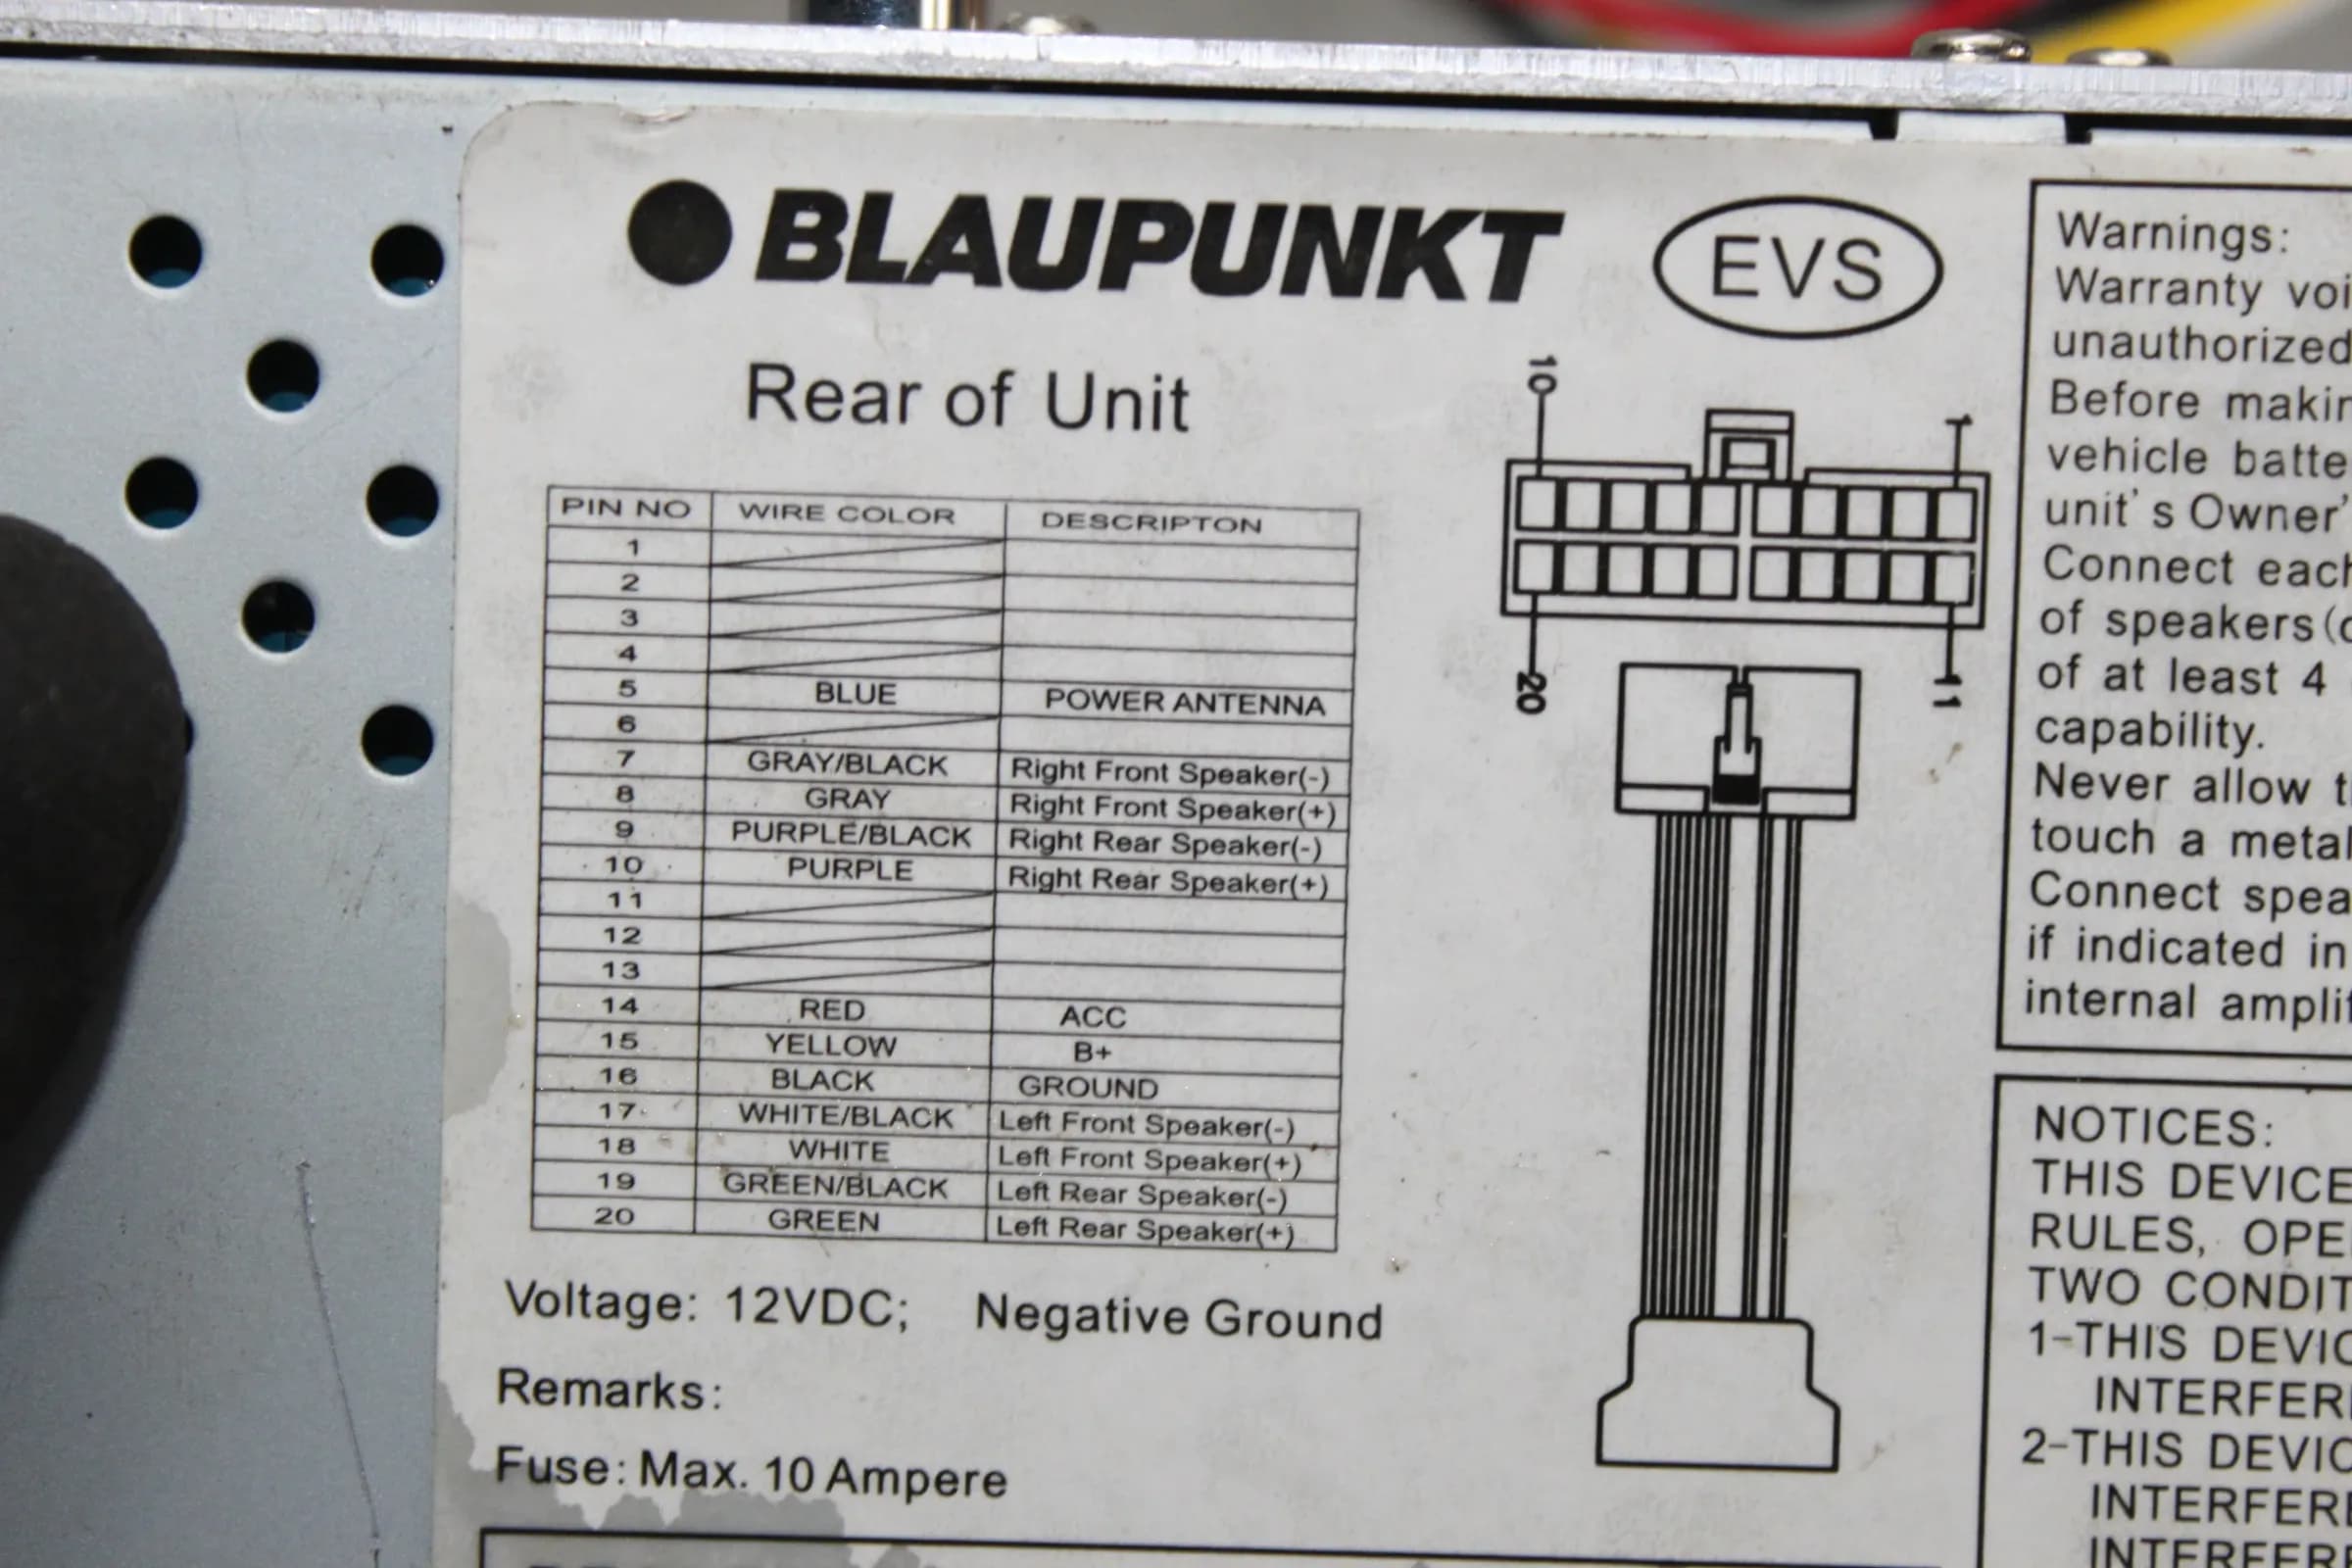 BLAUPUNKT EVS
Rear of Unit
PIN NO WIRE COLOR DESCRIPTON
1
2
3
4
5 BLUE POWER ANTENNA
6
7 GRAY/BLACK Right Front Speaker(-)
8 GRAY Right Front Speaker(+)
9 PURPLE/BLACK Right Rear Speaker(-)
10 PURPLE Right Rear Speaker(+)
11
12
13
14 RED ACC
15 YELLOW B+
16 BLACK GROUND
17 WHITE/BLACK Left Front Speaker(-)
18 WHITE Left Front Speaker(+)
19 GREEN/BLACK Left Rear Speaker(-)
20 GREEN Left Rear Speaker(+)
Voltage: 12VDC; Negative Ground
Remarks:
Fuse: Max. 10 Ampere
10
1
20
11
Warnings:
Warranty
unauthorized
Before
vehicle
unit's Owner'
Connect
of speakers
of at least 4
capability.
Never allow
touch a metal
Connect
if indicated in
internal
NOTICES:
THIS DEVICE
RULES,
TWO
1-THIS
2-THIS